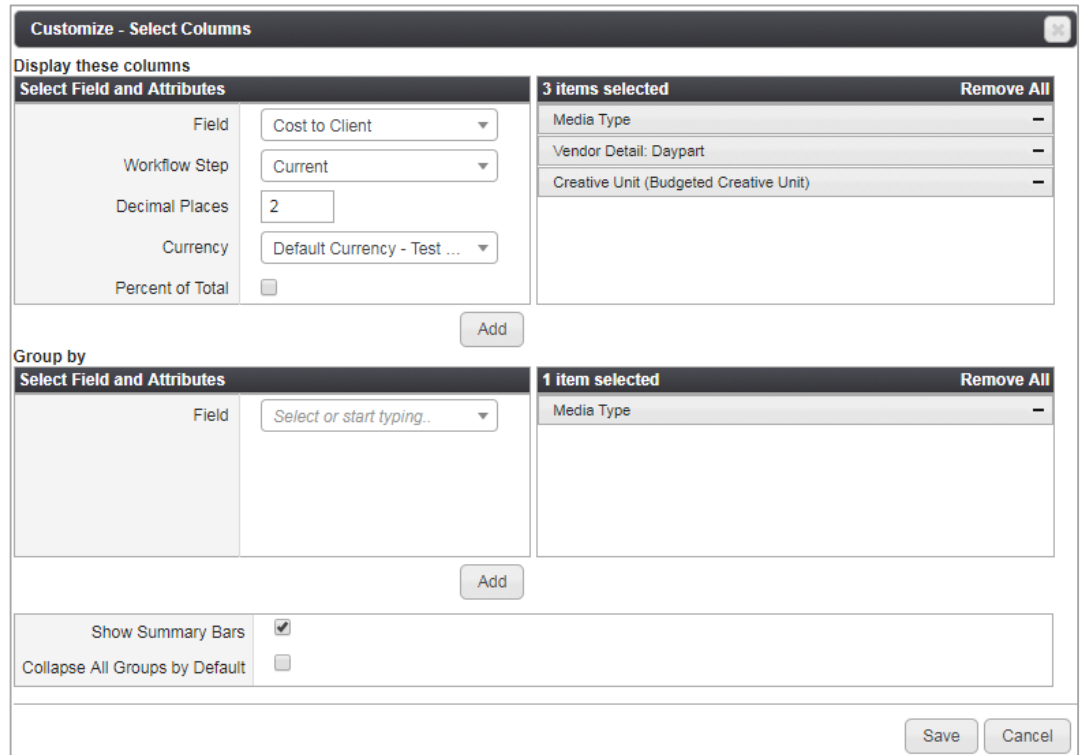 Customize - Select Columns
Display these columns
Select Field and Attributes
3 items selected Remove All
Field Cost to Client
Media Type
Workflow Step Current
Vendor Detail: Daypart
Decimal Places 2
Creative Unit (Budgeted Creative Unit)
Currency Default Currency - Test ...
Percent of Total
Add
Group by
Select Field and Attributes
1 item selected Remove All
Field Select or start typing..
Media Type
Add
Show Summary Bars
Collapse All Groups by Default
Save Cancel